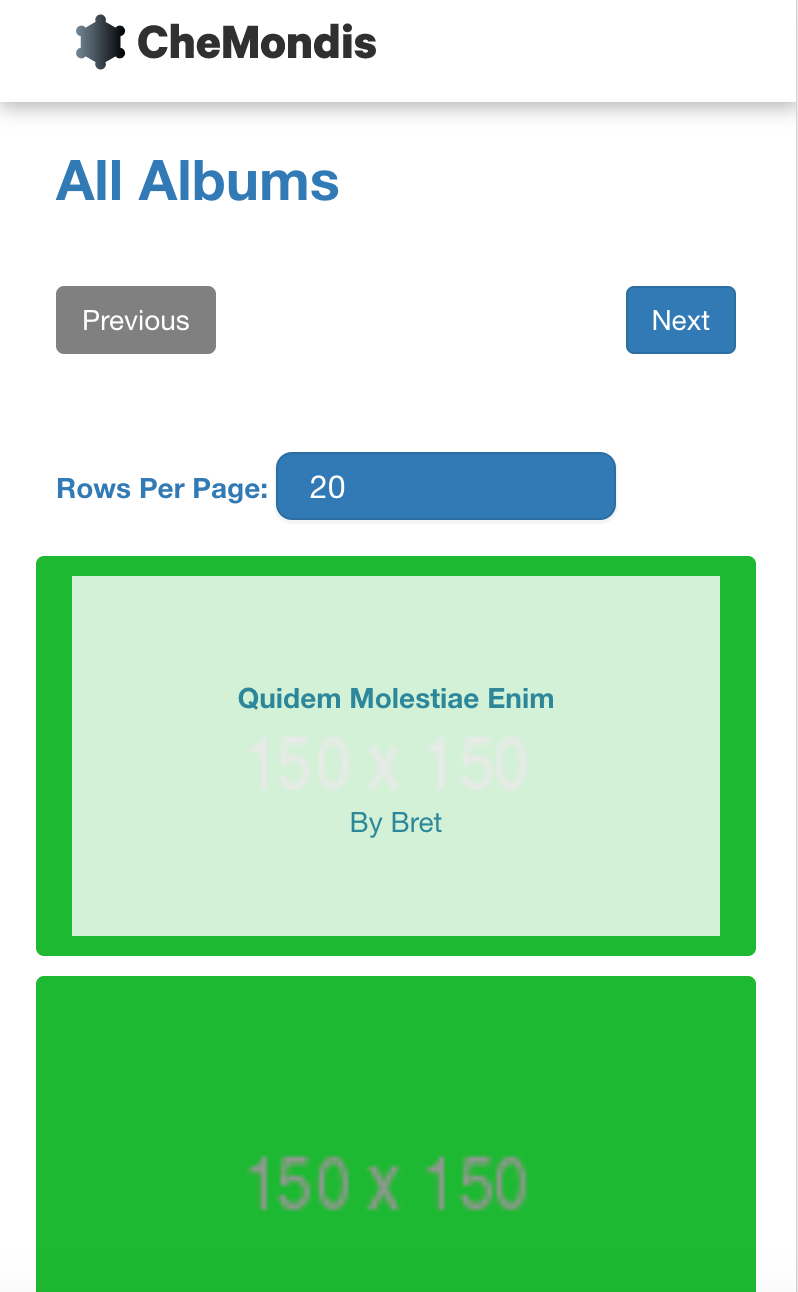 CheMondis
All Albums
Previous
Next
Rows Per Page: 20
Quidem Molestiae Enim
150 x 150
By Bret
150 x 150